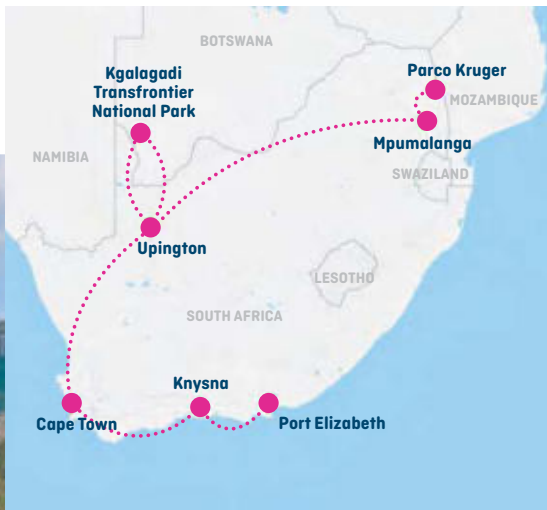 BOTSWANA
Kgalagadi
Transfrontier
National Park
Parco Kruger
MOZAMBIQUE
Mpumalanga
NAMIBIA
SWAZILAND
Upington
LESOTHO
SOUTH AFRICA
Knysna
Cape Town
Port Elizabeth